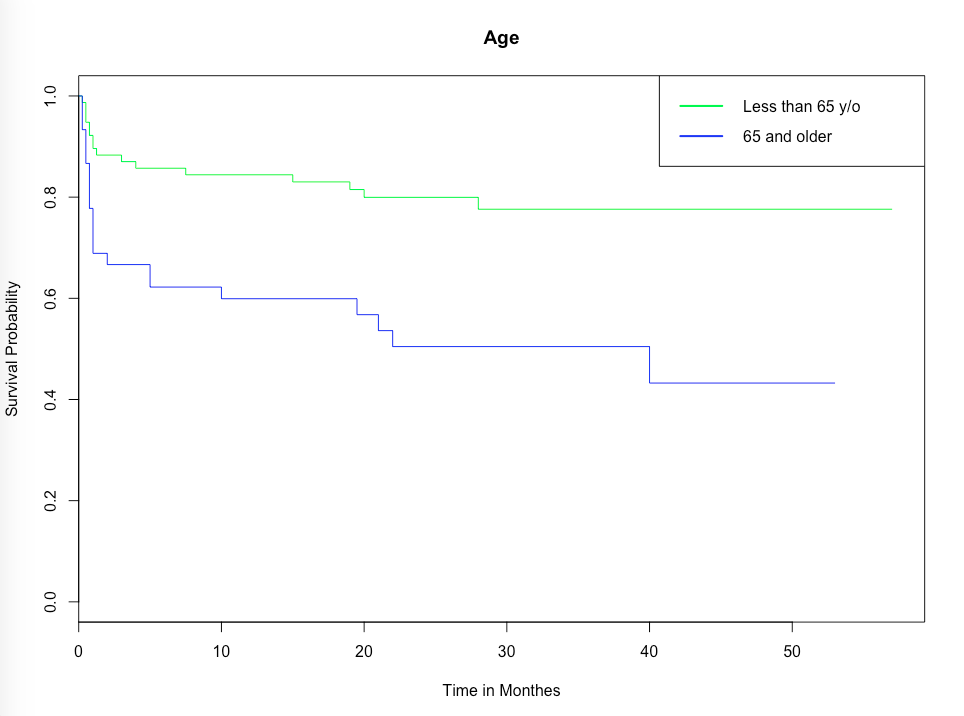 Age
Less than 65 y/o
65 and older
Survival Probability
1.0
0.8
0.6
0.4
0.2
0.0
0 10 20 30 40 50
Time in Monthes